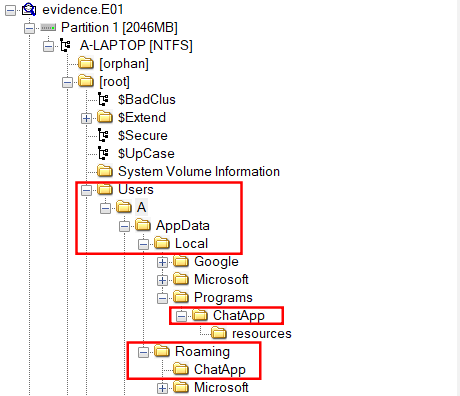 evidence.E01
Partition 1 [2046MB]
A-LAPTOP [NTFS]
[orphan]
[root]
$BadClus
$Extend
$Secure
$UpCase
System Volume Information
Users
A
AppData
Local
Google
Microsoft
Programs
ChatApp
resources
Roaming
ChatApp
Microsoft